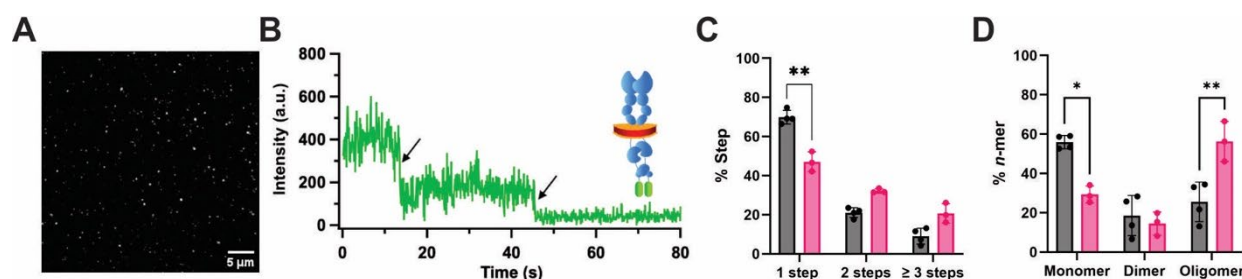 A
5 µm
B
Intensity (a.u.)
800
600
400
200
0
0 20 40 60 80
Time (s)
C
% Step
100
80
60
40
20
0
**
1 step 2 steps ≥ 3 steps
D
% n-mer
100
80
60
40
20
0
* **
Monomer Dimer Oligomer